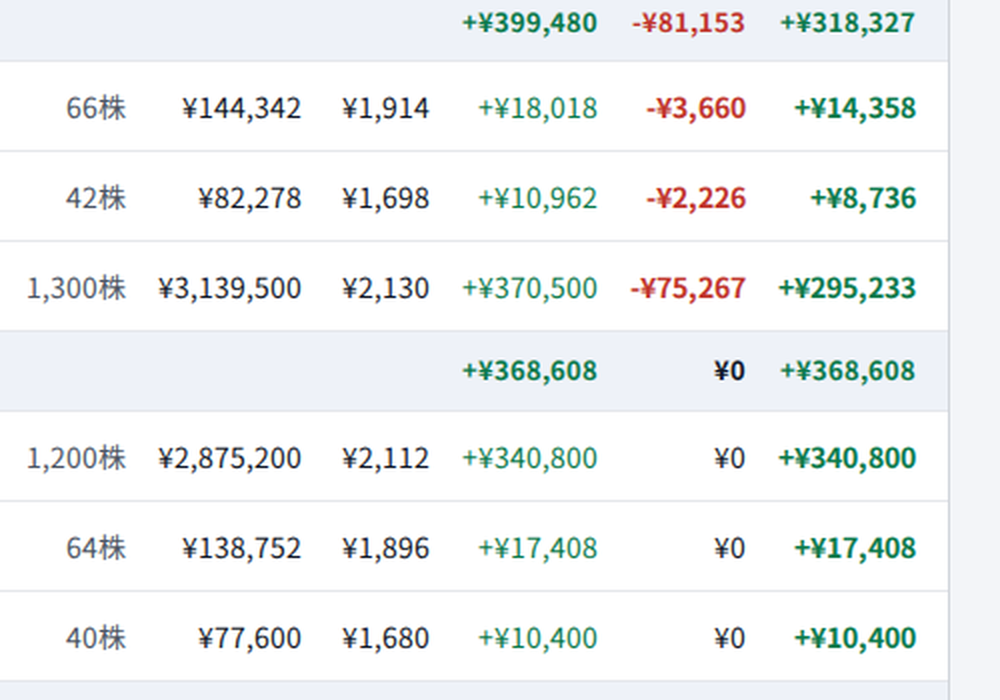 +¥399,480 -¥81,153 +¥318,327
66株 ¥144,342 ¥1,914 +¥18,018 -¥3,660 +¥14,358
42株 ¥82,278 ¥1,698 +¥10,962 -¥2,226 +¥8,736
1,300株 ¥3,139,500 ¥2,130 +¥370,500 -¥75,267 +¥295,233
+¥368,608 ¥0 +¥368,608
1,200株 ¥2,875,200 ¥2,112 +¥340,800 ¥0 +¥340,800
64株 ¥138,752 ¥1,896 +¥17,408 ¥0 +¥17,408
40株 ¥77,600 ¥1,680 +¥10,400 ¥0 +¥10,400